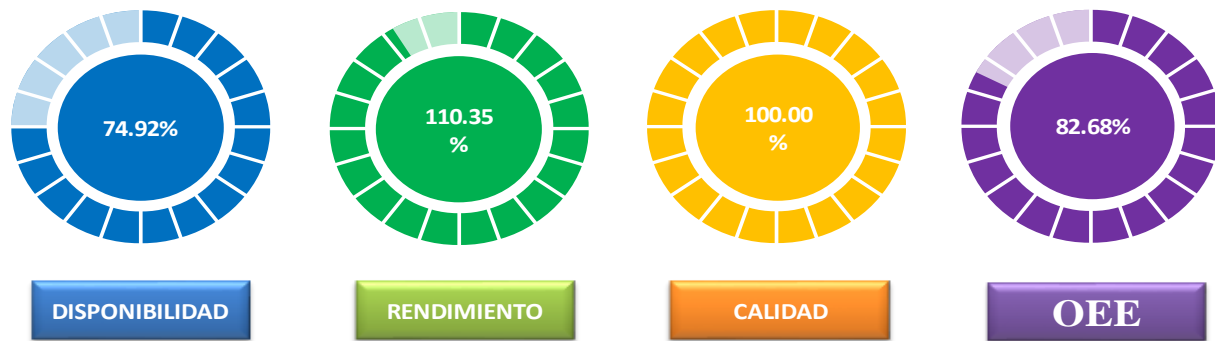 74.92%
110.35
%
100.00
%
82.68%
DISPONIBILIDAD
RENDIMIENTO
CALIDAD
OEE